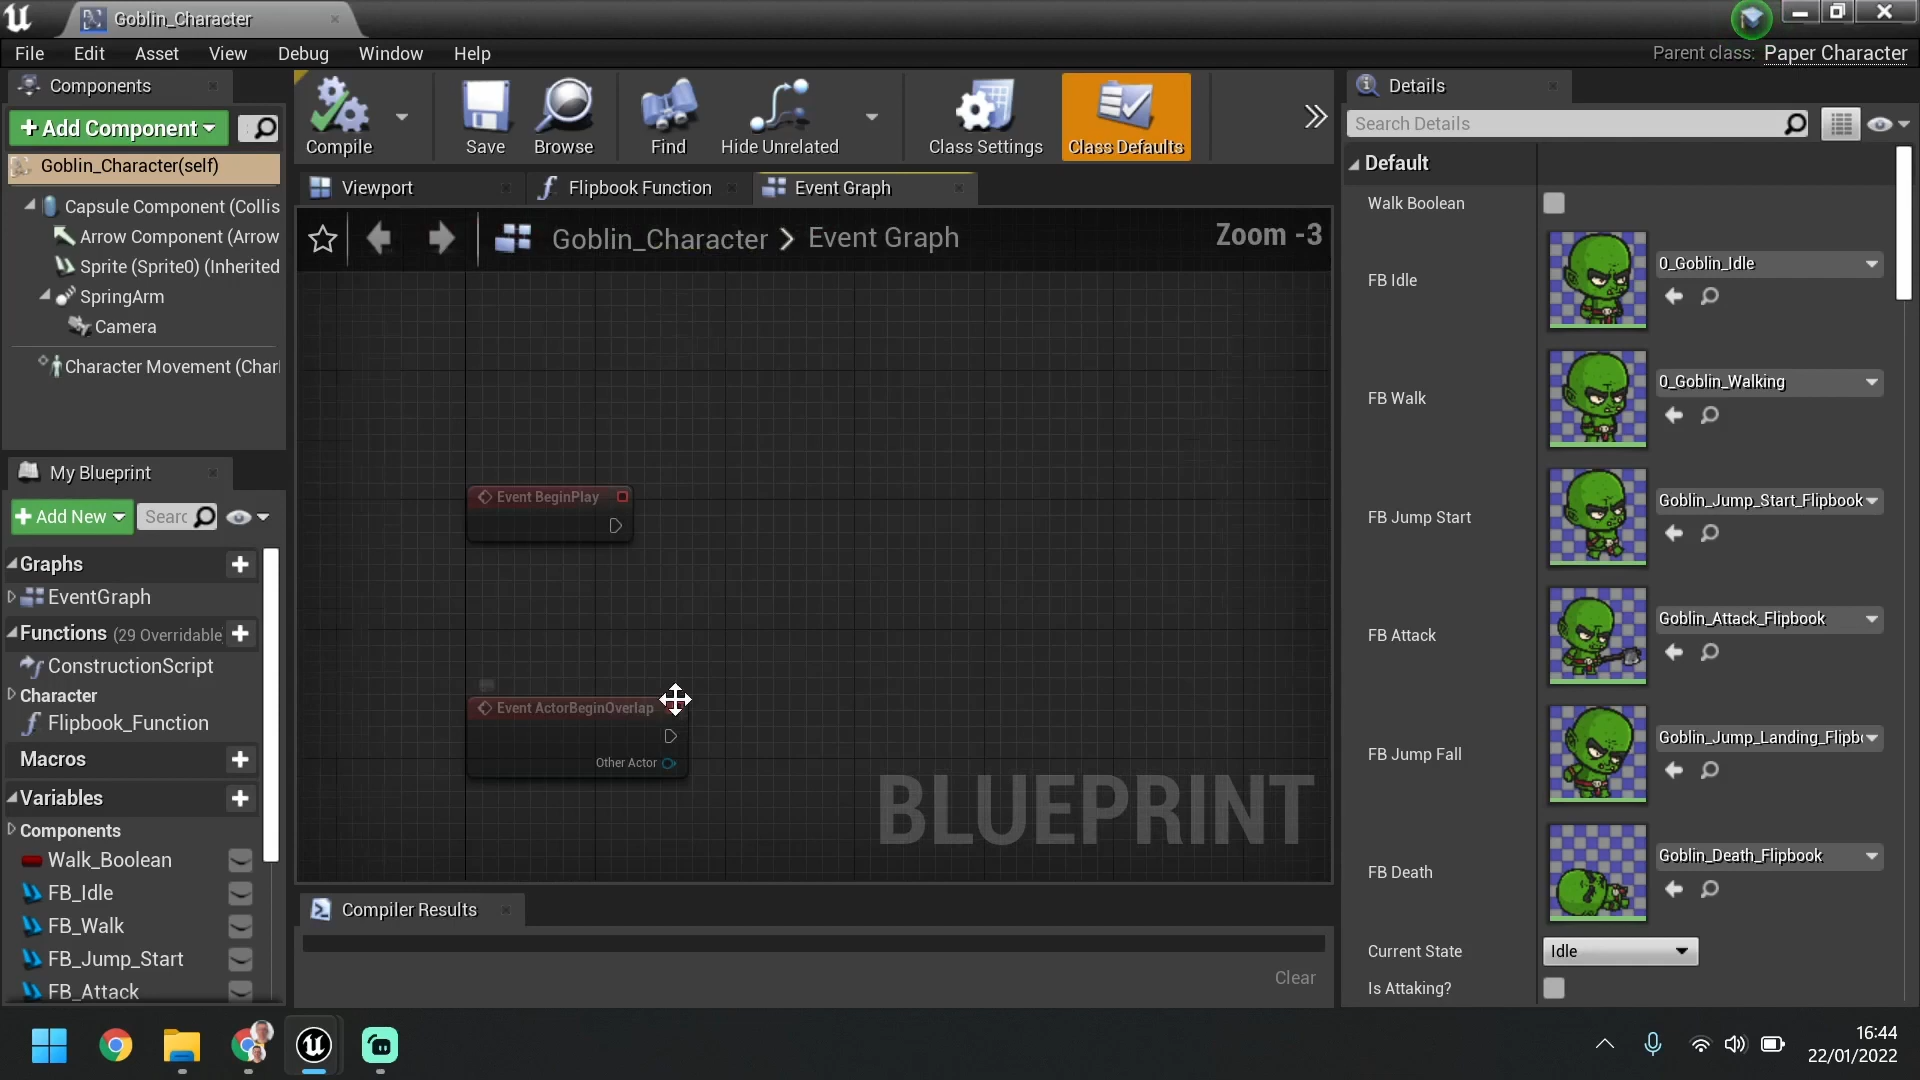 Goblin_Character
File Edit Asset View Debug Window Help
Parent class: Paper Character
Components
Add Component
Goblin_Character(self)
Capsule Component (Collis
Arrow Component (Arrow
Sprite (Sprite0) (Inherited
SpringArm
Camera
Character Movement (Char
Compile
Save
Browse
Find
Hide Unrelated
Class Settings
Class Defaults
Viewport
Flipbook Function
Event Graph
Goblin_Character > Event Graph
Zoom -3
Event BeginPlay
Event ActorBeginOverlap
Other Actor
BLUEPRINT
Compiler Results
Clear
My Blueprint
Add New
Searc
Graphs
EventGraph
Functions (29 Overridable
ConstructionScript
Character
Flipbook_Function
Macros
Variables
Components
Walk_Boolean
FB_Idle
FB_Walk
FB_Jump_Start
FB_Attack
Details
Search Details
Default
Walk Boolean
FB Idle
0_Goblin_Idle
FB Walk
0_Goblin_Walking
FB Jump Start
Goblin_Jump_Start_Flipbook
FB Attack
Goblin_Attack_Flipbook
FB Jump Fall
Goblin_Jump_Landing_Flipb
FB Death
Goblin_Death_Flipbook
Current State
Idle
Is Attaking?
16:44
22/01/2022